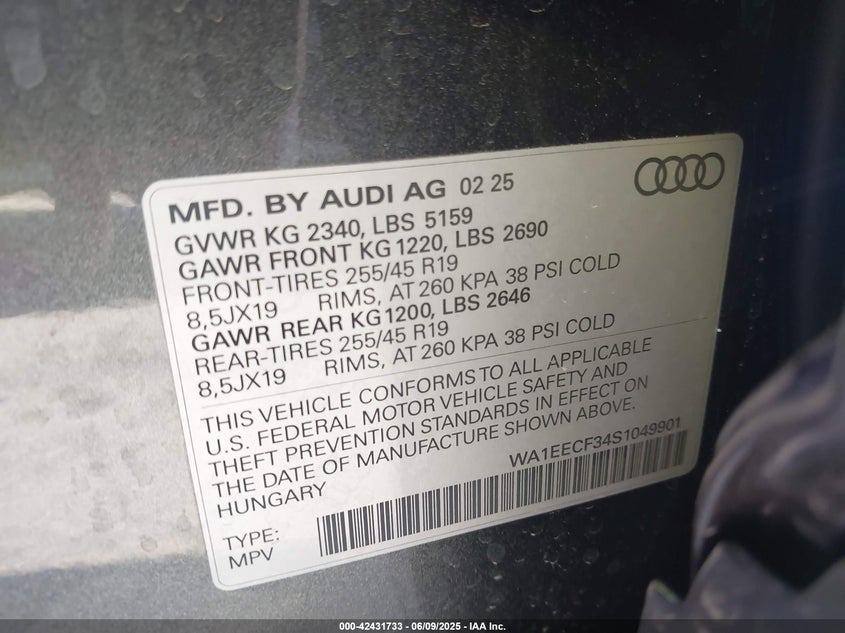 MFD. BY AUDI AG 02 25
GVWR KG 2340, LBS 5159
GAWR FRONT KG 1220, LBS 2690
FRONT-TIRES 255/45 R19
8,5JX19 RIMS, AT 260 KPA 38 PSI COLD
GAWR REAR KG 1200, LBS 2646
REAR-TIRES 255/45 R19
8,5JX19 RIMS, AT 260 KPA 38 PSI COLD
THIS VEHICLE CONFORMS TO ALL APPLICABLE
U.S. FEDERAL MOTOR VEHICLE SAFETY AND
THEFT PREVENTION STANDARDS IN EFFECT ON
THE DATE OF MANUFACTURE SHOWN ABOVE.
HUNGARY WA1EECF34S1049901
TYPE:
MPV
000-42431733 - 06/09/2025 - IAA Inc.